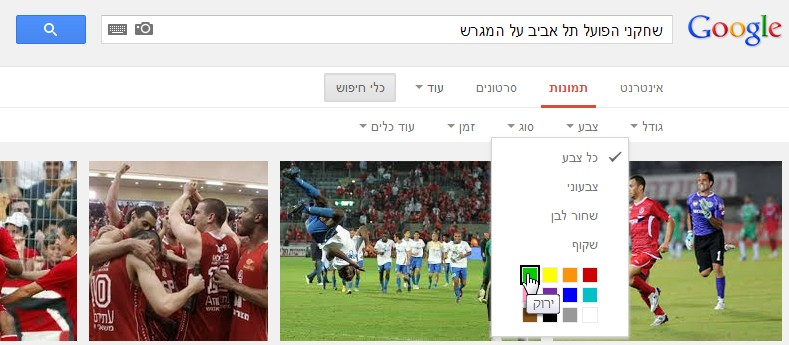 Google
שחקני הפועל תל אביב על המגרש
אינטרנט תמונות סרטונים עוד כלי חיפוש
גודל צבע סוג זמן עוד כלים
כל צבע
צבעוני
שחור לבן
שקוף
ירוק
10